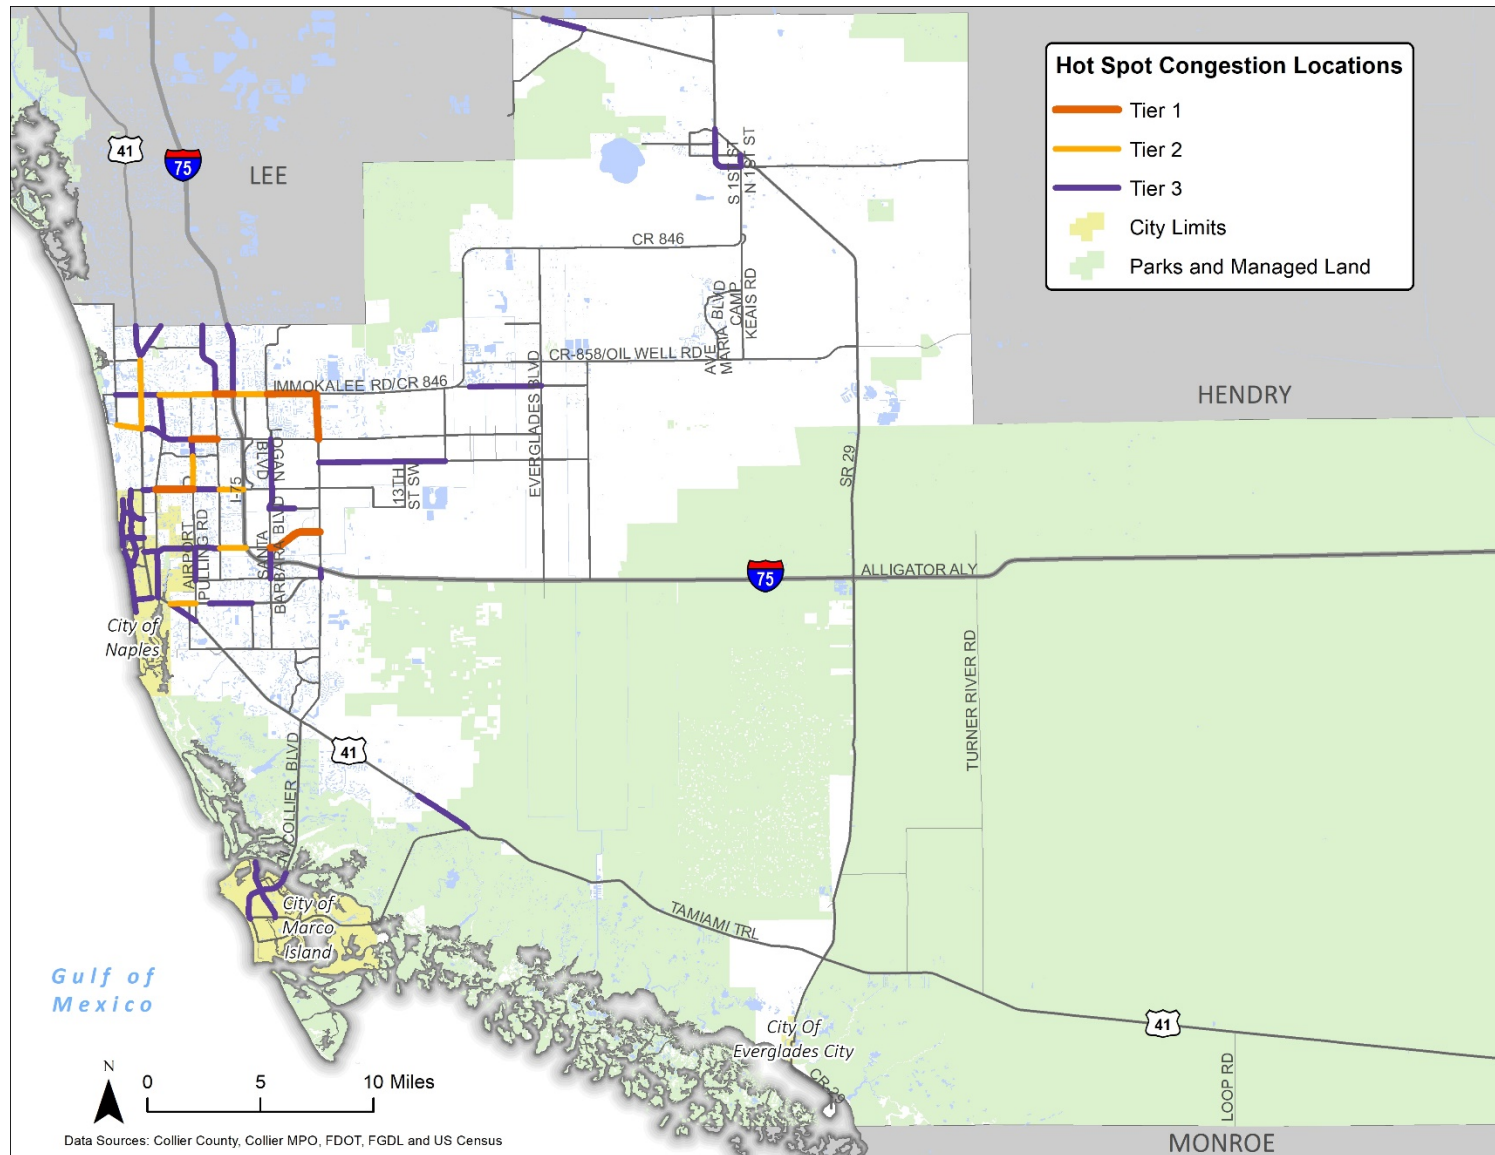 Hot Spot Congestion Locations
Tier 1
Tier 2
Tier 3
City Limits
Parks and Managed Land
41
75
LEE
S 1ST ST
N 1ST ST
CR 846
AVE
MARIA BLVD
CAMP
KEAIS RD
CR-858/OIL WELL RD
IMMOKALEE RD/CR 846
EVERGLADES BLVD
HENDRY
LOGAN
BLVD
I-75
13TH
ST SW
SR 29
AIRPORT
PULLING RD
SANTA
BARBARA BLVD
75
ALLIGATOR ALY
City of
Naples
TURNER RIVER RD
41
N COLLIER BLVD
City of
Marco
Island
TAMIAMI TRL
Gulf of
Mexico
City Of
Everglades City
41
LOOP RD
CR 29
N
0 5 10 Miles
Data Sources: Collier County, Collier MPO, FDOT, FGDL and US Census
MONROE